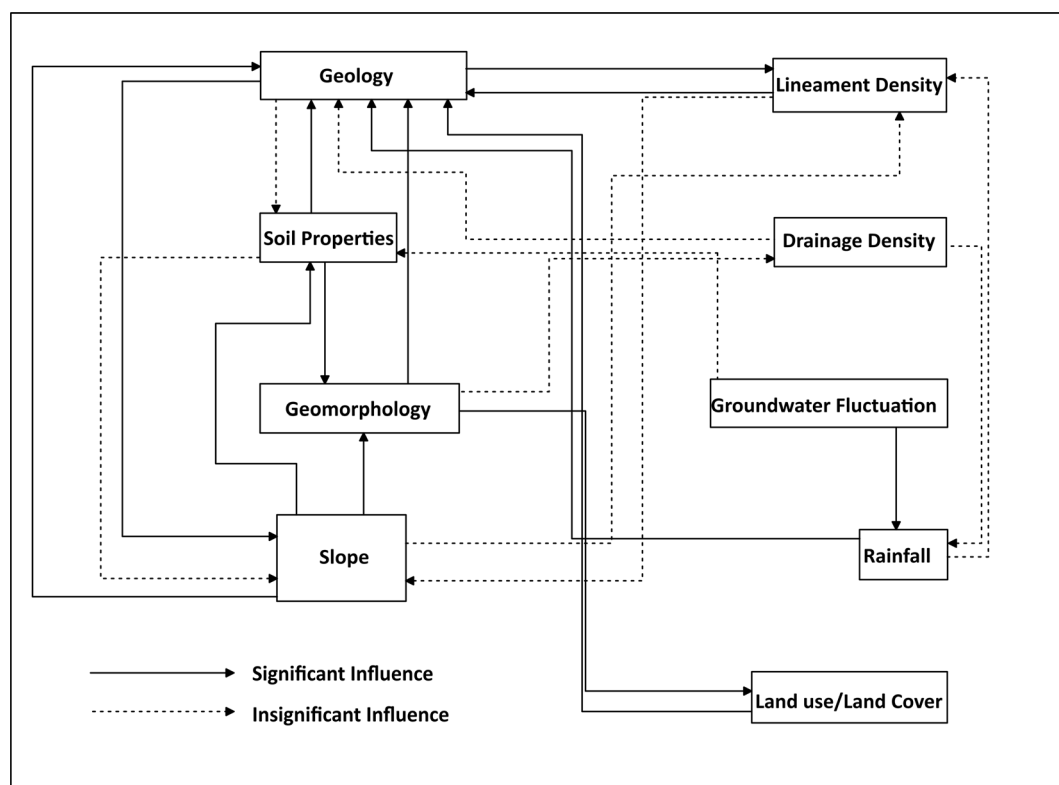 Geology
Lineament Density
Soil Properties
Drainage Density
Geomorphology
Groundwater Fluctuation
Slope
Rainfall
Significant Influence
Land use/Land Cover
Insignificant Influence